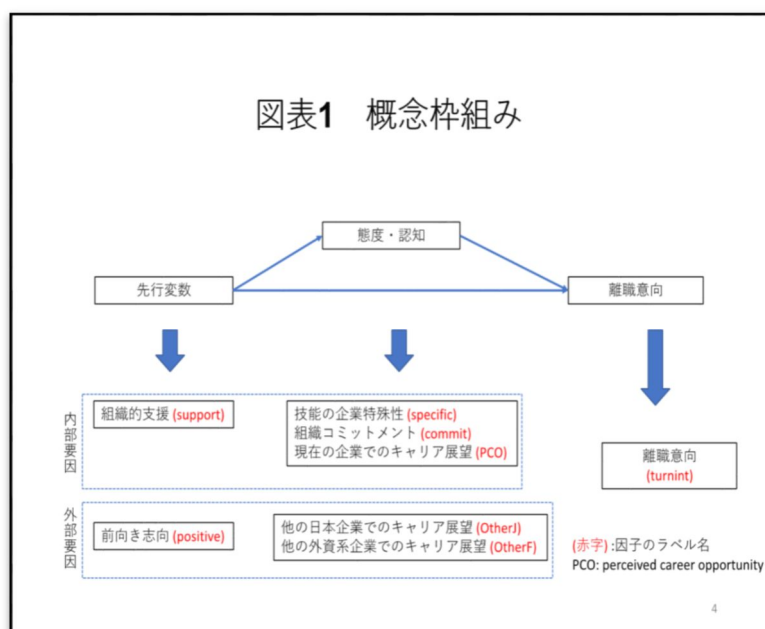 図表1 概念枠組み
態度・認知
先行変数
離職意向
内部要因
組織的支援 (support)
技能の企業特殊性 (specific)
組織コミットメント (commit)
現在の企業でのキャリア展望 (PCO)
離職意向
(turnint)
外部要因
前向き志向 (positive)
他の日本企業でのキャリア展望 (OtherJ)
他の外資系企業でのキャリア展望 (OtherF)
(赤字) :因子のラベル名
PCO: perceived career opportunity
4